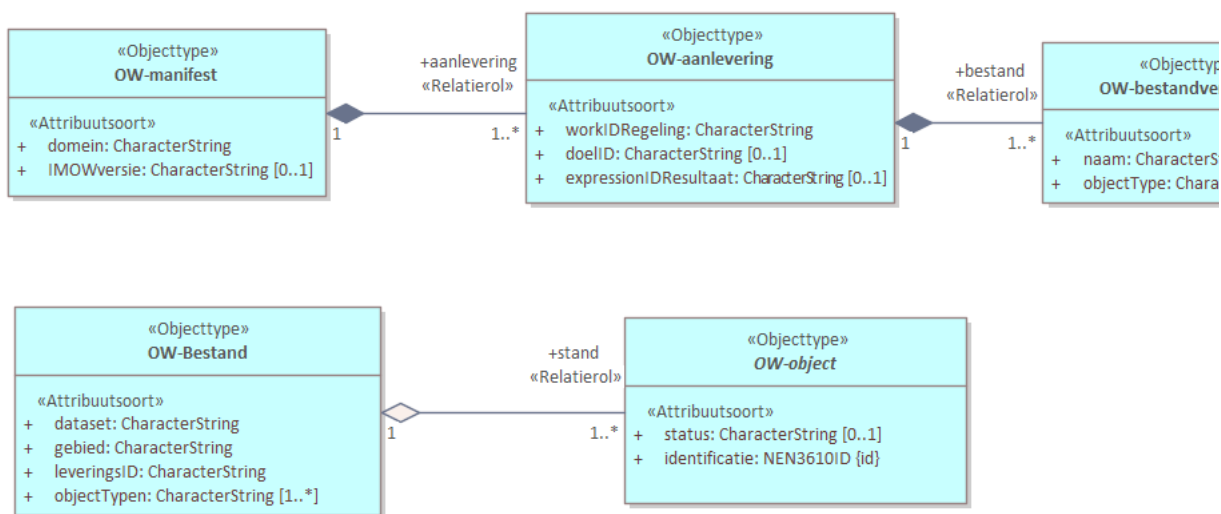 «Objecttype»
OW-manifest
«Attribuutsoort»
+ domein: CharacterString
+ IMOWversie: CharacterString [0..1]
+aanlevering
«Relatierol»
1
1..*
«Objecttype»
OW-aanlevering
«Attribuutsoort»
+ workIDRegeling: CharacterString
+ doelID: CharacterString [0..1]
+ expressionIDResultaat: CharacterString [0..1]
+bestand
«Relatierol»
1
1..*
«Objecttyp
OW-bestandve
«Attribuutsoort»
+ naam: CharacterSt
+ objectType: Chara
«Objecttype»
OW-Bestand
«Attribuutsoort»
+ dataset: CharacterString
+ gebied: CharacterString
+ leveringsID: CharacterString
+ objectTypen: CharacterString [1..*]
+stand
«Relatierol»
1
1..*
«Objecttype»
OW-object
«Attribuutsoort»
+ status: CharacterString [0..1]
+ identificatie: NEN3610ID {id}